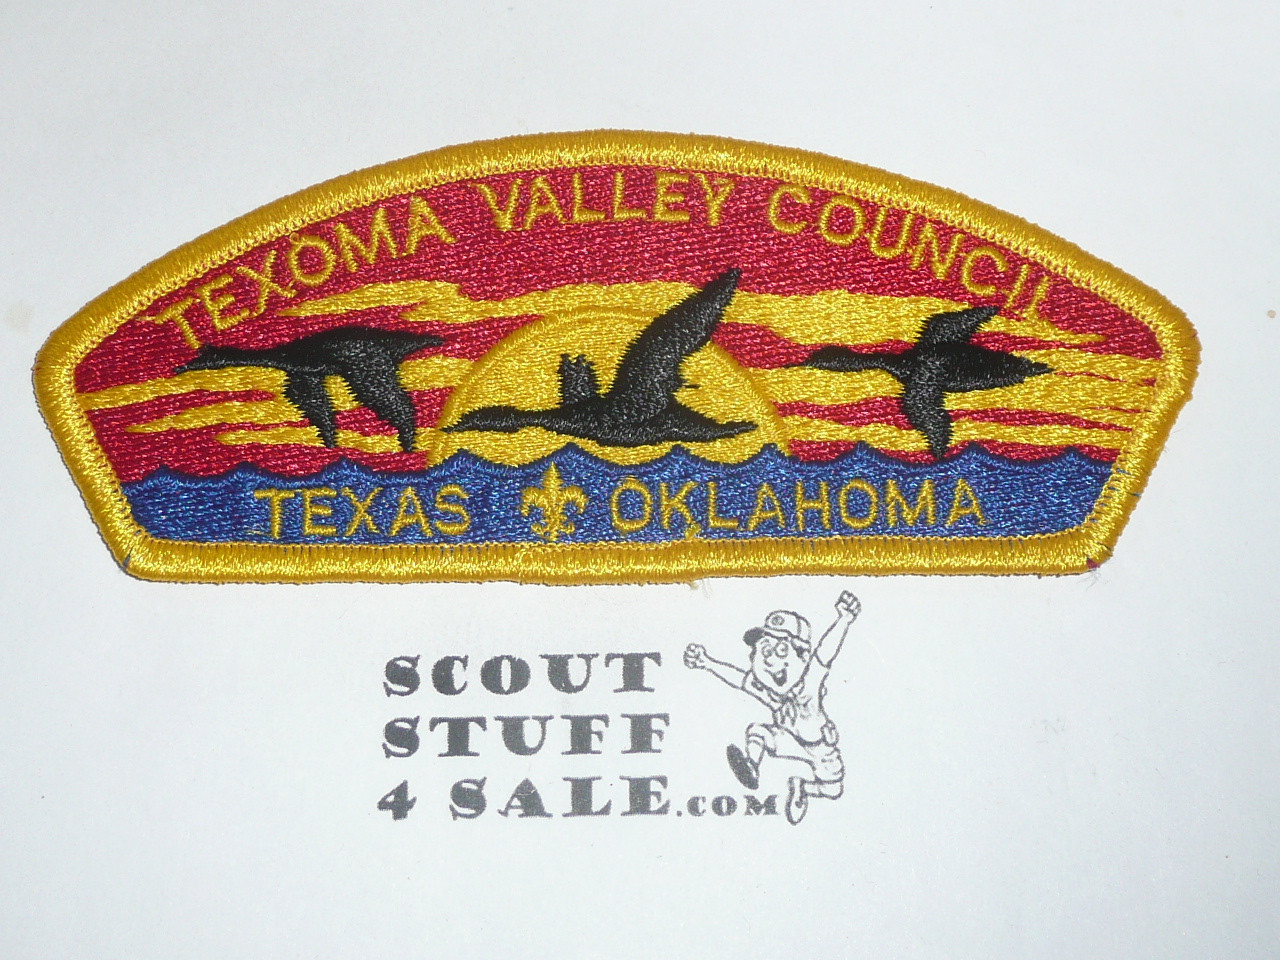 TEXOMA VALLEY COUNCIL
TEXAS OKLAHOMA
SCOUT
STUFF
4 SALE.COM